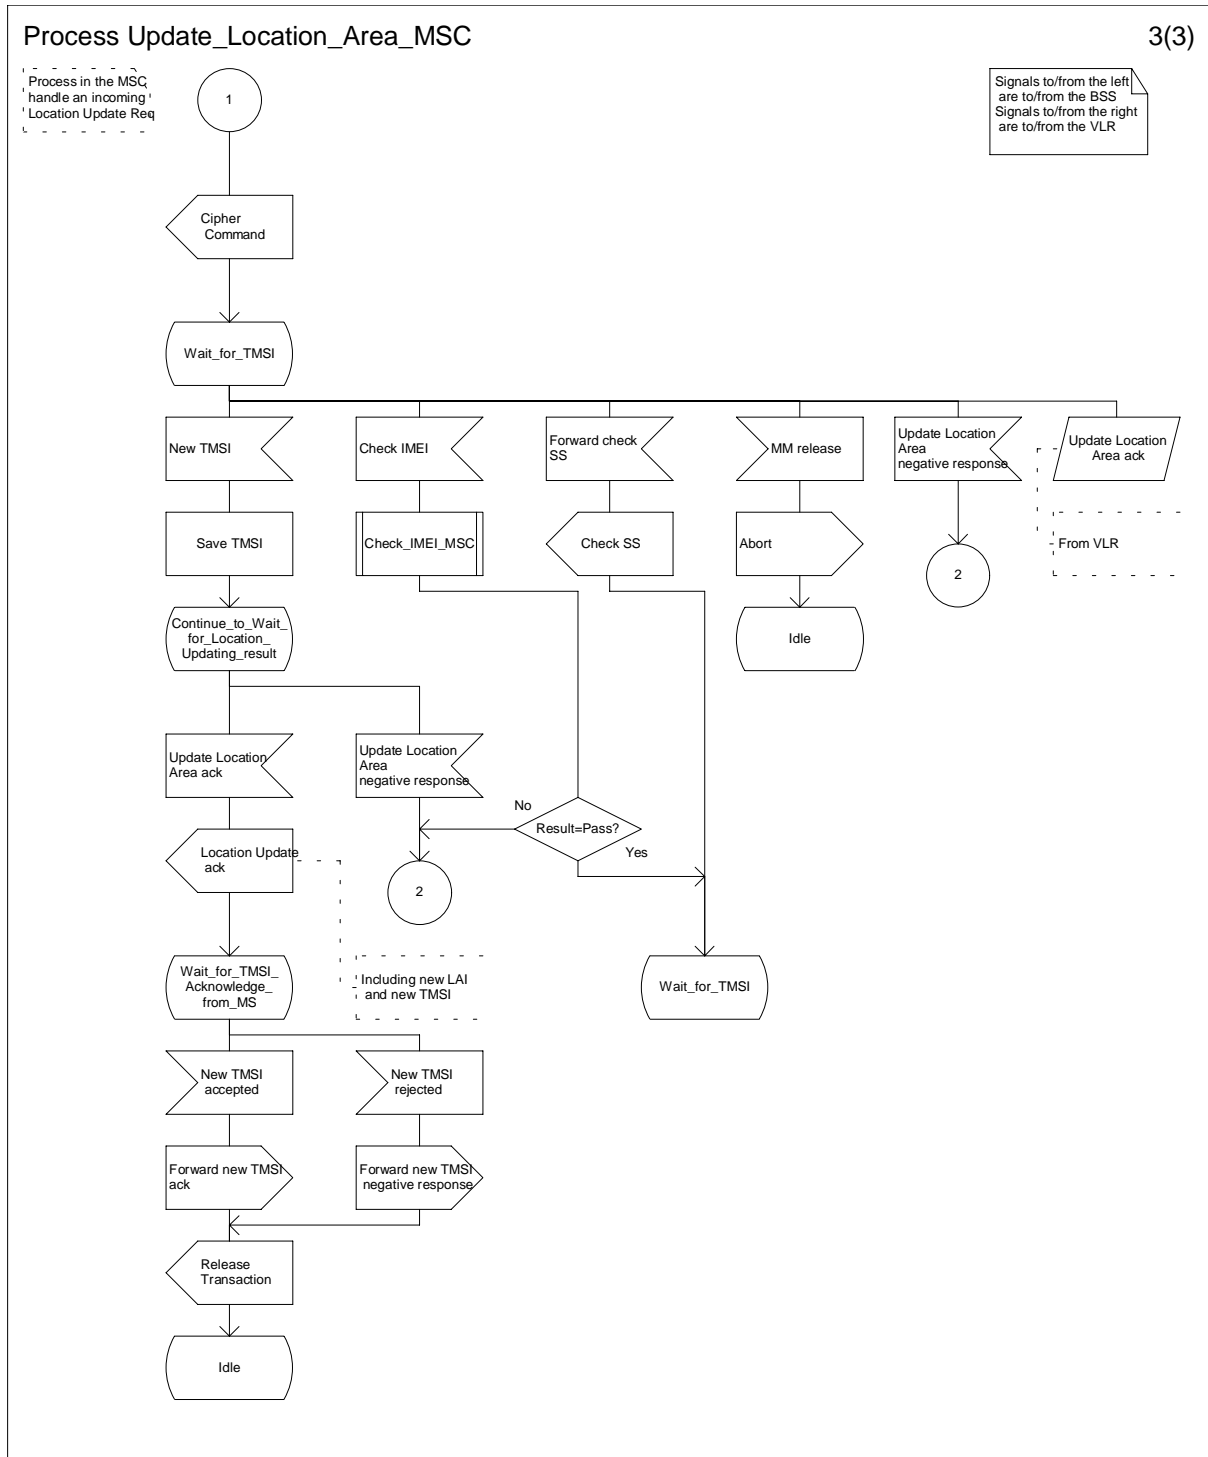 Process Update_Location_Area_MSC
3(3)
Process in the MSC
handle an incoming
Location Update Req
1
Signals to/from the left
are to/from the BSS
Signals to/from the right
are to/from the VLR
Cipher
Command
Wait_for_TMSI
New TMSI
Check IMEI
Forward check
SS
MM release
Update Location
Area
negative response
Update Location
Area ack
Save TMSI
Check_IMEI_MSC
Check SS
Abort
2
From VLR
Continue_to_Wait_
for_Location_
Updating_result
Idle
Update Location
Area ack
Update Location
Area
negative response
No
Result=Pass?
Yes
Location Update
ack
2
Wait_for_TMSI_
Acknowledge_
from_MS
Including new LAI
and new TMSI
Wait_for_TMSI
New TMSI
accepted
New TMSI
rejected
Forward new TMSI
ack
Forward new TMSI
negative response
Release
Transaction
Idle